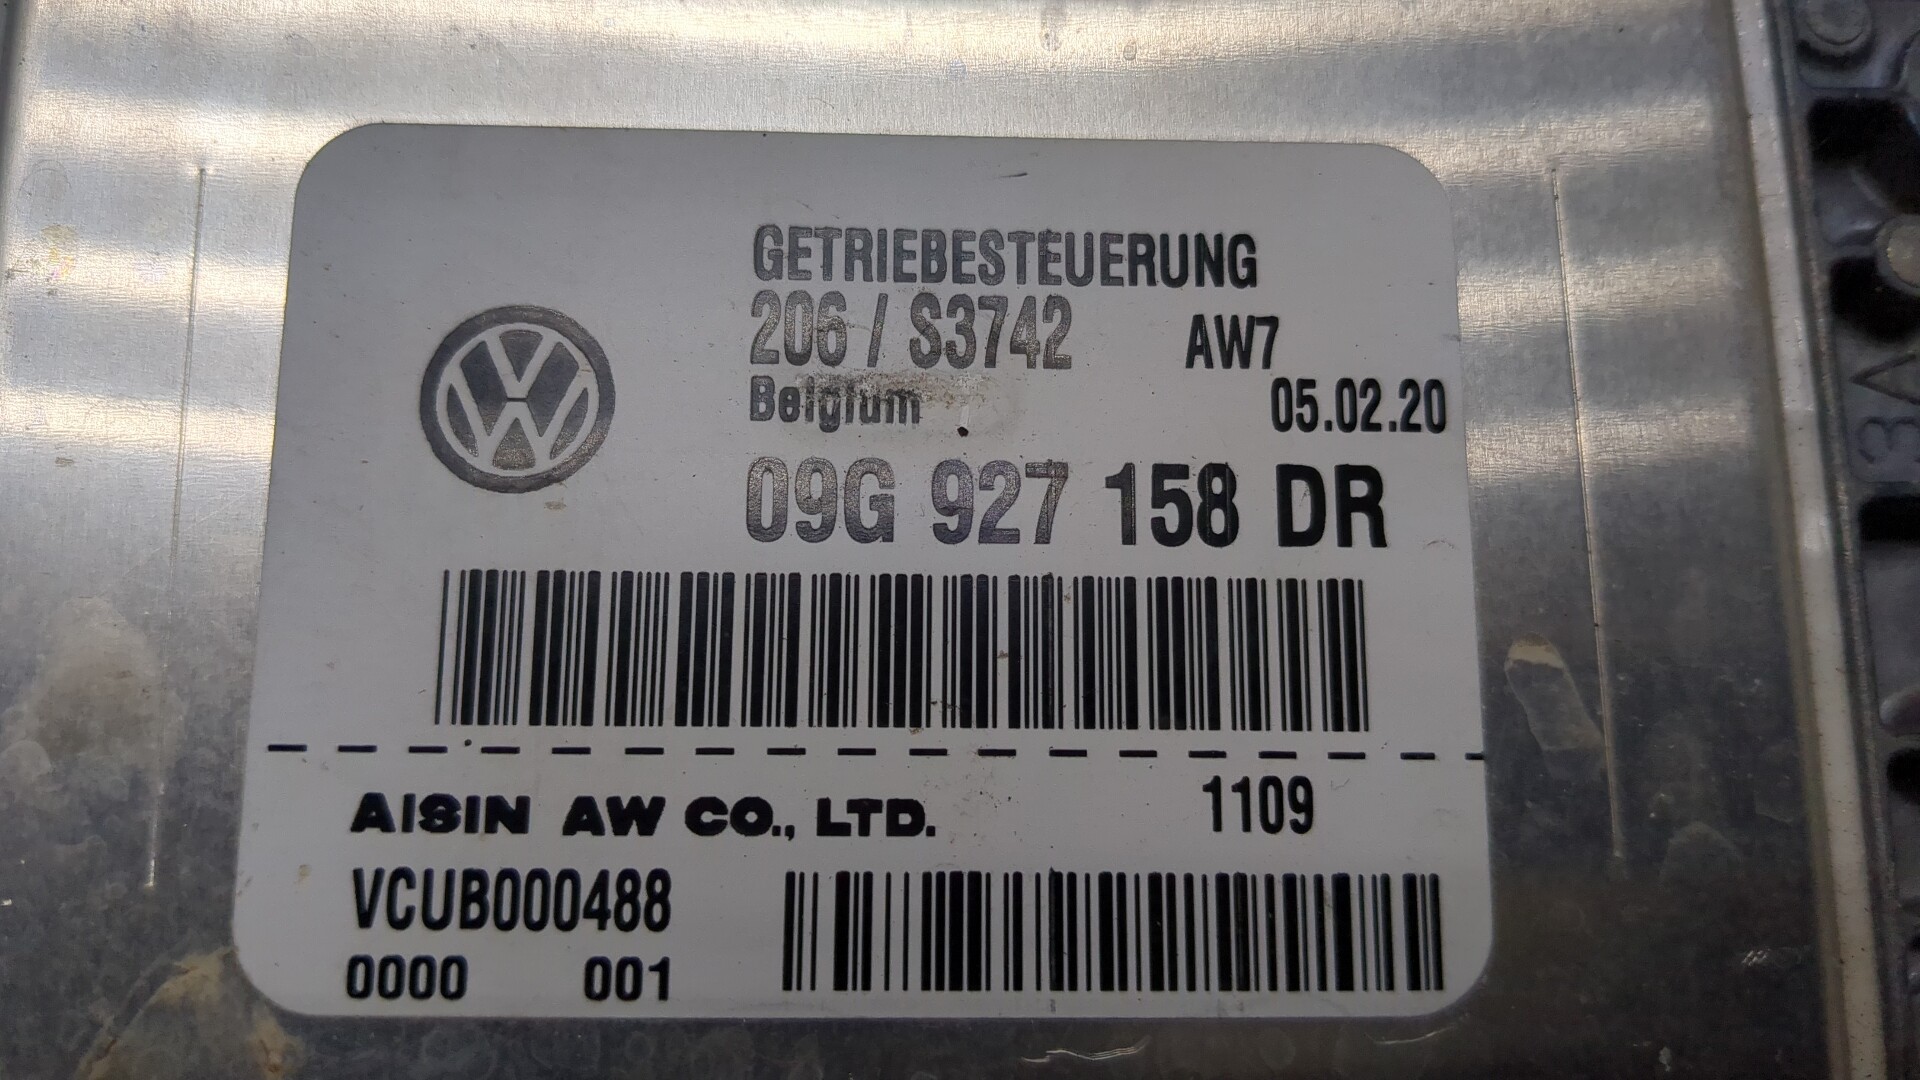 GETRIEBESTEUERUNG
206 / S3742 AW7
Belgium 05.02.20
09G 927 158 DR
AISIN AW CO., LTD. 1109
VCUB000488
0000 001